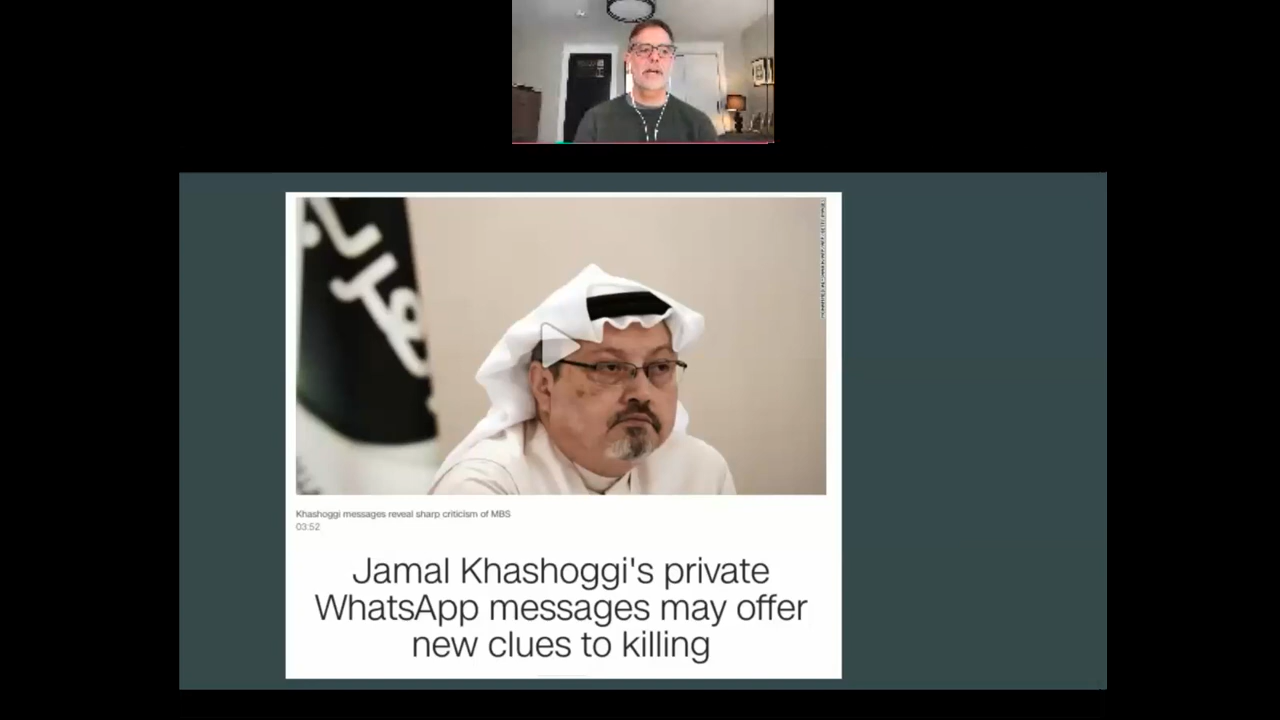 Khashoggi messages reveal sharp criticism of MBS
03:52
Jamal Khashoggi's private
WhatsApp messages may offer
new clues to killing